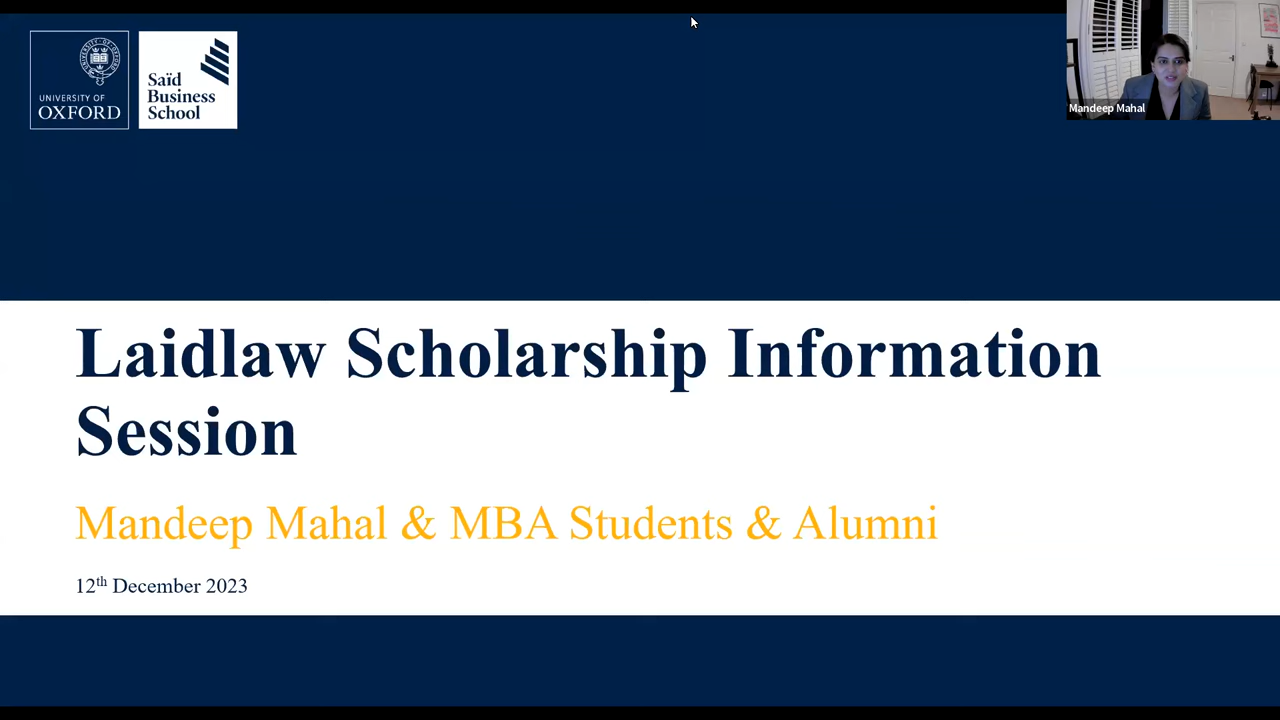 UNIVERSITY OF
OXFORD
Saïd
Business
School
Mandeep Mahal
Laidlaw Scholarship Information
Session
Mandeep Mahal & MBA Students & Alumni
12th December 2023